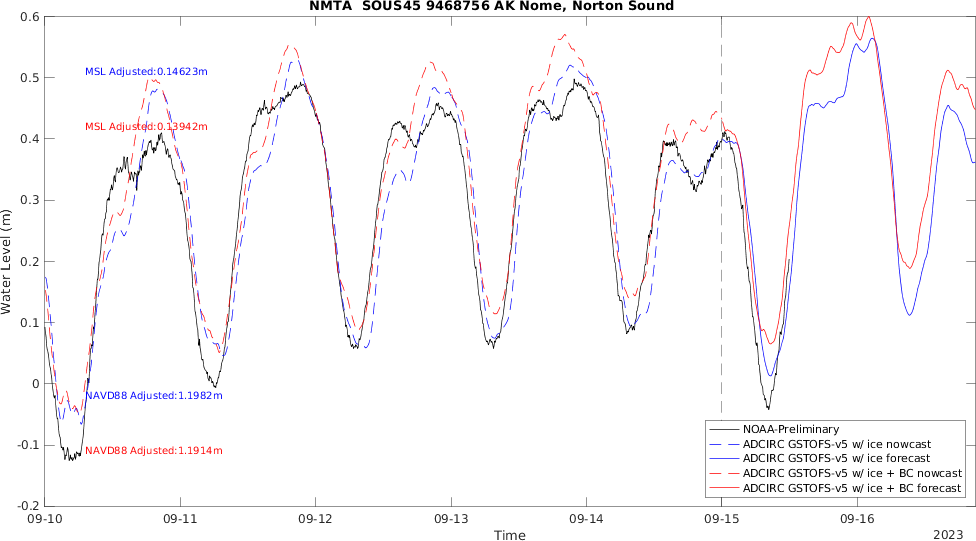 NMTA SOUS45 9468756 AK Nome, Norton Sound
0.6
0.5
0.4
0.3
0.2
0.1
0
-0.1
-0.2
Water Level (m)
MSL Adjusted:0.14623m
MSL Adjusted:0.13942m
NAVD88 Adjusted:1.1982m
NAVD88 Adjusted:1.1914m
NOAA-Preliminary
ADCIRC GSTOFS-v5 w/ ice nowcast
ADCIRC GSTOFS-v5 w/ ice forecast
ADCIRC GSTOFS-v5 w/ ice + BC nowcast
ADCIRC GSTOFS-v5 w/ ice + BC forecast
09-10 09-11 09-12 09-13 09-14 09-15 09-16
Time
2023